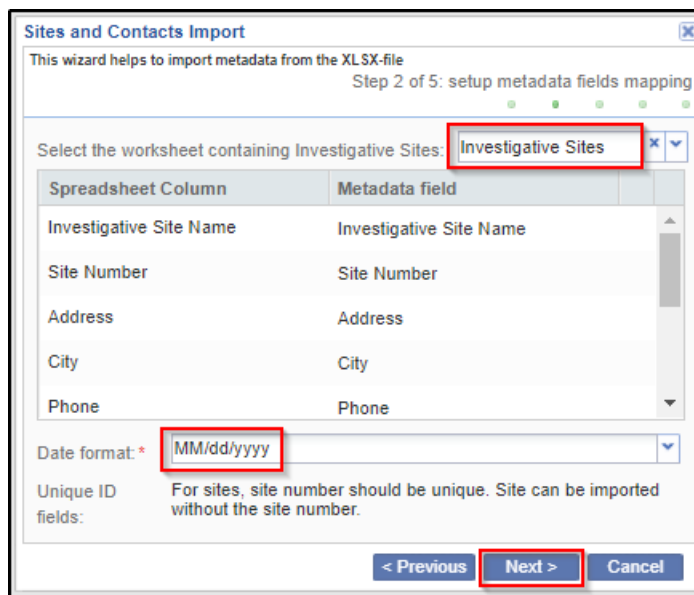 Sites and Contacts Import
This wizard helps to import metadata from the XLSX-file
Step 2 of 5: setup metadata fields mapping
Select the worksheet containing Investigative Sites: Investigative Sites
Spreadsheet Column Metadata field
Investigative Site Name Investigative Site Name
Site Number Site Number
Address Address
City City
Phone Phone
Date format: * MM/dd/yyyy
Unique ID For sites, site number should be unique. Site can be imported
fields: without the site number.
< Previous Next > Cancel